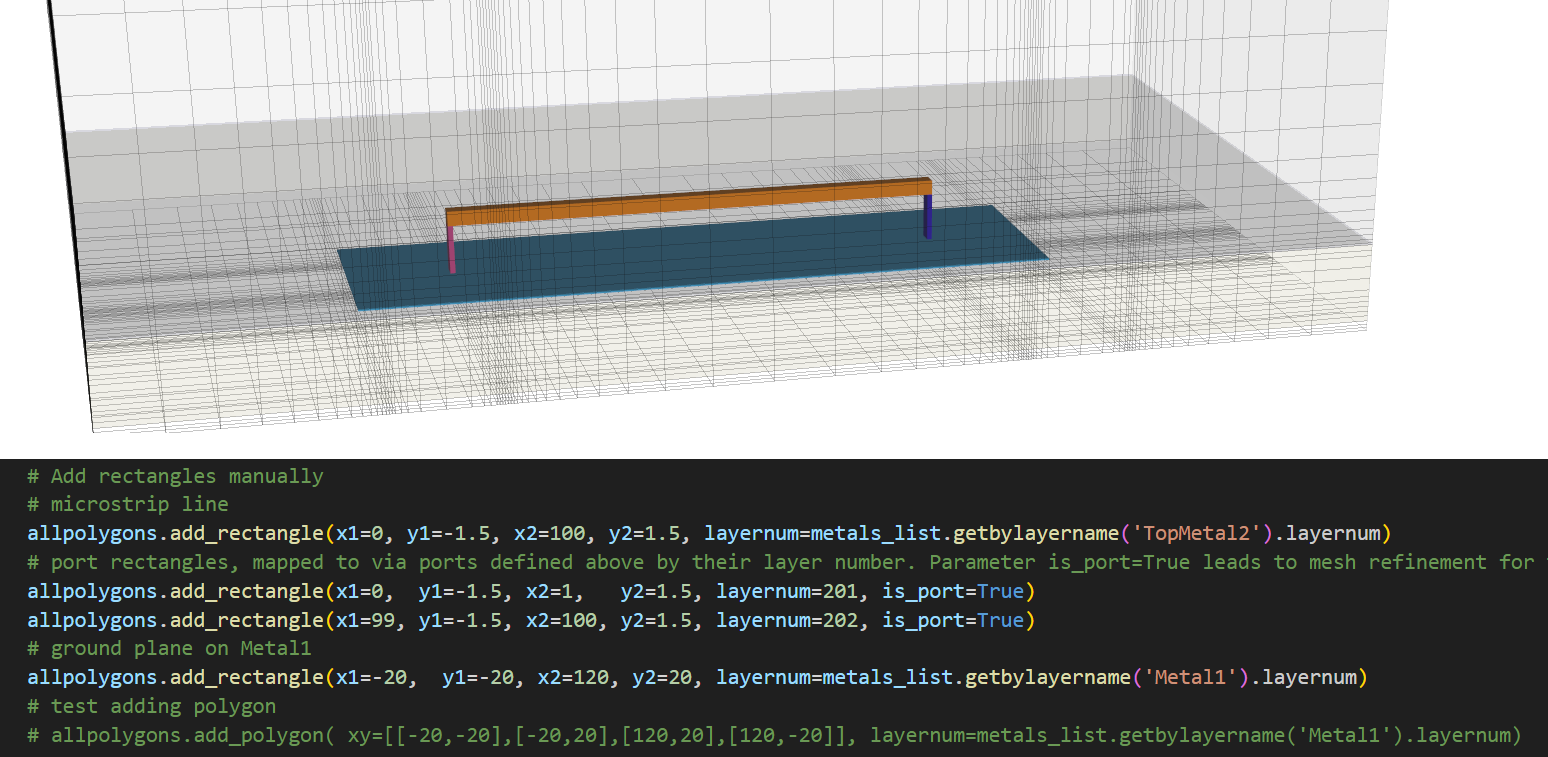 # Add rectangles manually
# microstrip line
allpolygons.add_rectangle(x1=0, y1=-1.5, x2=100, y2=1.5, layernum=metals_list.getbylayername('TopMetal2').layernum)
# port rectangles, mapped to via ports defined above by their layer number. Parameter is_port=True leads to mesh refinement for
allpolygons.add_rectangle(x1=0,  y1=-1.5, x2=1,   y2=1.5, layernum=201, is_port=True)
allpolygons.add_rectangle(x1=99, y1=-1.5, x2=100, y2=1.5, layernum=202, is_port=True)
# ground plane on Metal1
allpolygons.add_rectangle(x1=-20,  y1=-20, x2=120, y2=20, layernum=metals_list.getbylayername('Metal1').layernum)
# test adding polygon
# allpolygons.add_polygon( xy=[[-20,-20],[-20,20],[120,20],[120,-20]], layernum=metals_list.getbylayername('Metal1').layernum)